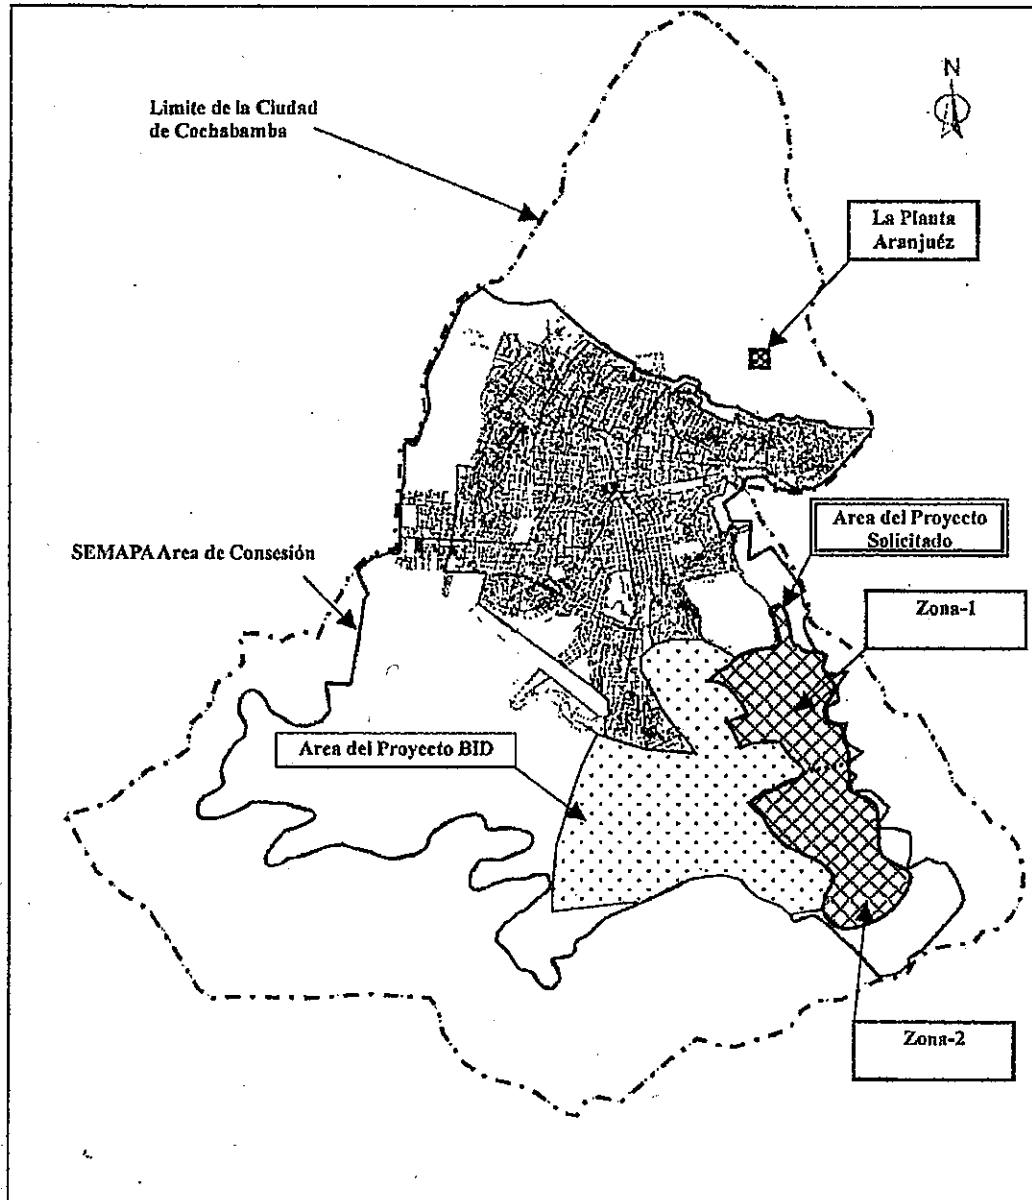 N
Limite de la Ciudad
de Cochabamba
La Planta
Aranjuéz
Area del Proyecto
Solicitado
SEMAPA Area de Consesión
Zona-1
Area del Proyecto BID
Zona-2